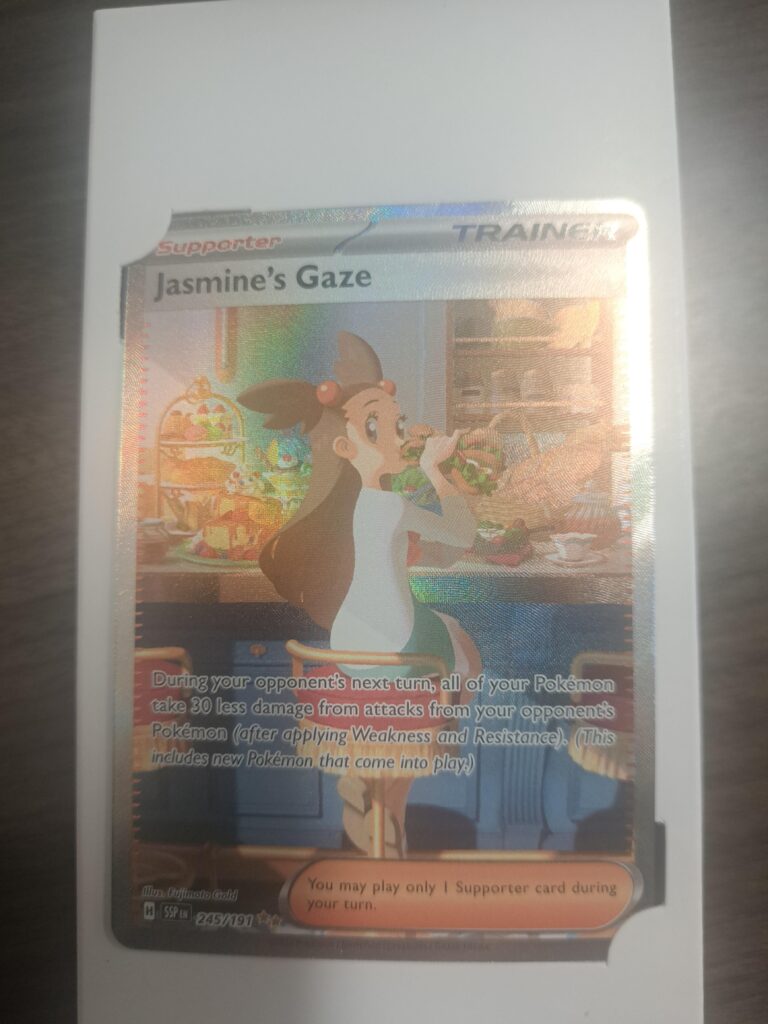 Supporter
TRAINER
Jasmine's Gaze
During your opponent's next turn, all of your Pokémon
take 30 less damage from attacks from your opponent's
Pokémon (after applying Weakness and Resistance). (This
includes new Pokémon that come into play.)
Illus. Fujimoto Gold
H SSP EN 245/191
You may play only 1 Supporter card during
your turn.